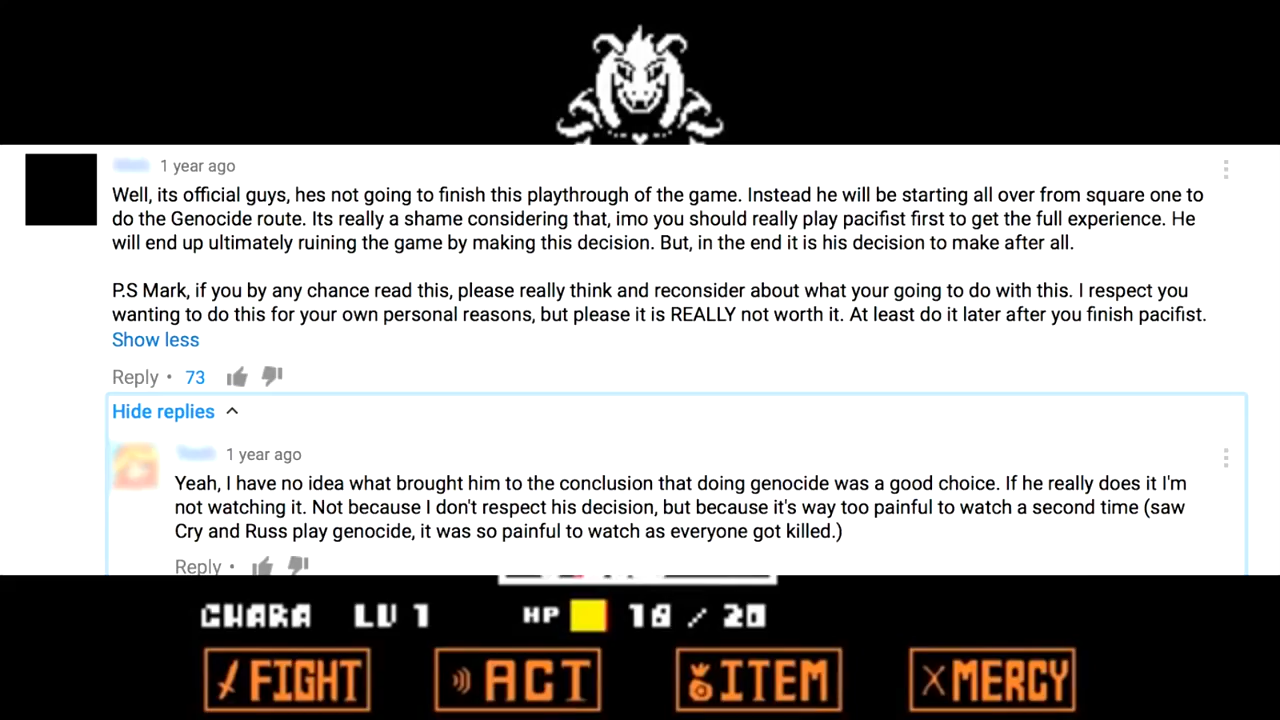 1 year ago
Well, its official guys, hes not going to finish this playthrough of the game. Instead he will be starting all over from square one to
do the Genocide route. Its really a shame considering that, imo you should really play pacifist first to get the full experience. He
will end up ultimately ruining the game by making this decision. But, in the end it is his decision to make after all.
P.S Mark, if you by any chance read this, please really think and reconsider about what your going to do with this. I respect you
wanting to do this for your own personal reasons, but please it is REALLY not worth it. At least do it later after you finish pacifist.
Show less
Reply • 73
Hide replies
1 year ago
Yeah, I have no idea what brought him to the conclusion that doing genocide was a good choice. If he really does it I'm
not watching it. Not because I don't respect his decision, but because it's way too painful to watch a second time (saw
Cry and Russ play genocide, it was so painful to watch as everyone got killed.)
Reply •
CHARA LV 1 HP 16 / 20
FIGHT ACT ITEM MERCY